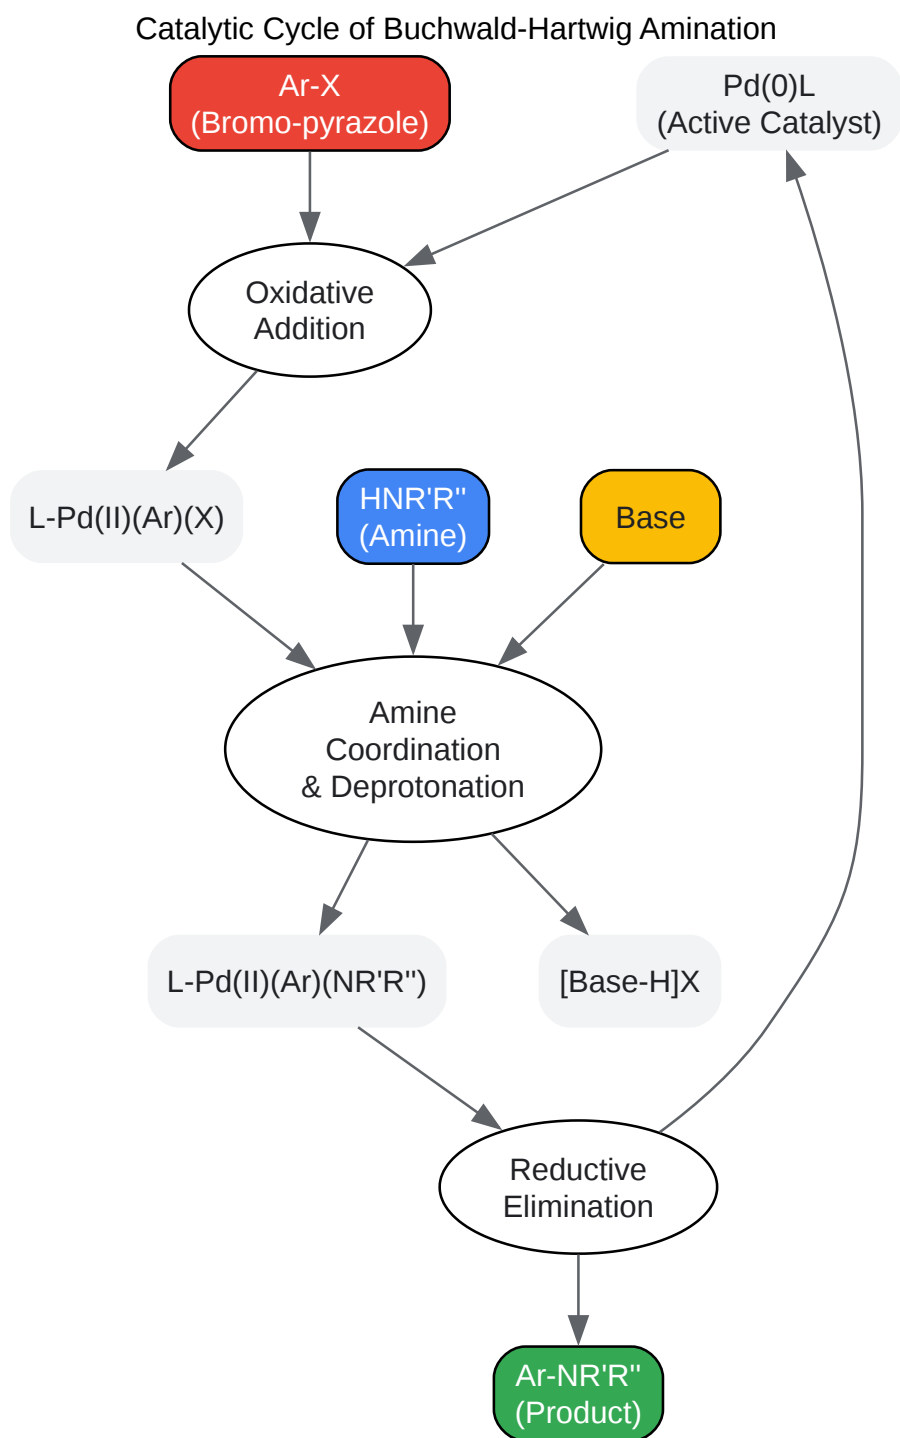 Catalytic Cycle of Buchwald-Hartwig Amination
Ar-X
(Bromo-pyrazole)
Pd(0)L
(Active Catalyst)
Oxidative
Addition
L-Pd(II)(Ar)(X)
HNR'R''
(Amine)
Base
Amine
Coordination
& Deprotonation
L-Pd(II)(Ar)(NR'R'')
[Base-H]X
Reductive
Elimination
Ar-NR'R''
(Product)